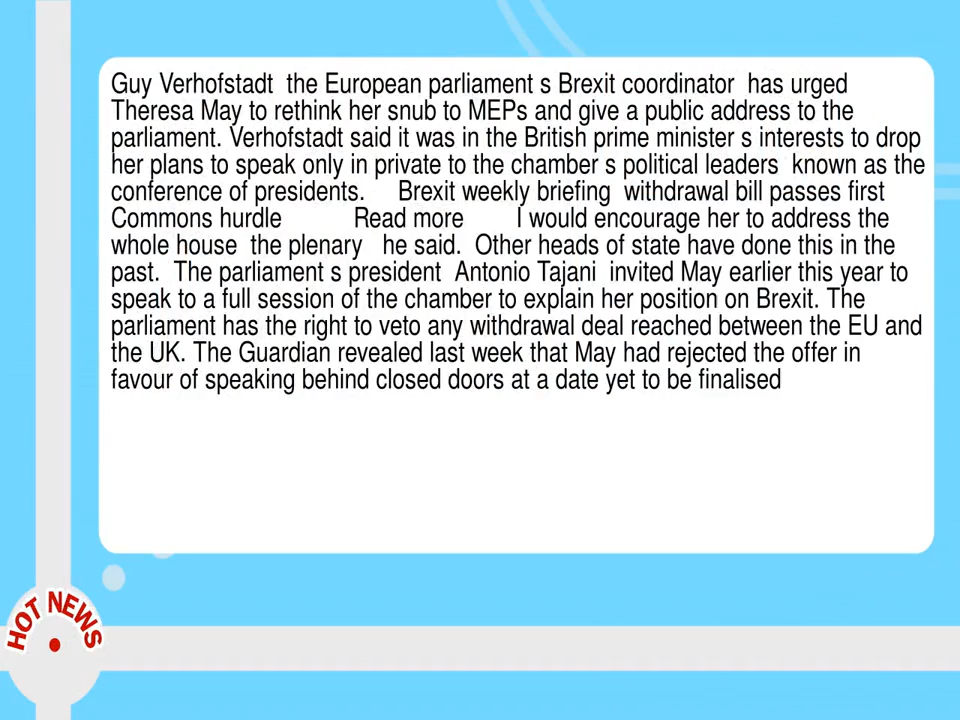 Guy Verhofstadt  the European parliament s Brexit coordinator  has urged
Theresa May to rethink her snub to MEPs and give a public address to the
parliament. Verhofstadt said it was in the British prime minister s interests to drop
her plans to speak only in private to the chamber s political leaders  known as the
conference of presidents.     Brexit weekly briefing  withdrawal bill passes first
Commons hurdle          Read more       I would encourage her to address the
whole house  the plenary   he said.  Other heads of state have done this in the
past.  The parliament s president  Antonio Tajani  invited May earlier this year to
speak to a full session of the chamber to explain her position on Brexit. The
parliament has the right to veto any withdrawal deal reached between the EU and
the UK. The Guardian revealed last week that May had rejected the offer in
favour of speaking behind closed doors at a date yet to be finalised
HOT NEWS